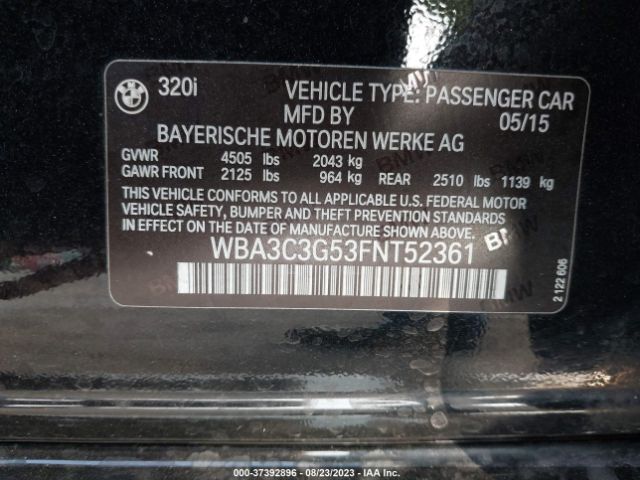 320i VEHICLE TYPE: PASSENGER CAR
MFD BY 05/15
BAYERISCHE MOTOREN WERKE AG
GVWR 4505 lbs 2043 kg
GAWR FRONT 2125 lbs 964 kg REAR 2510 lbs 1139 kg
THIS VEHICLE CONFORMS TO ALL APPLICABLE U.S. FEDERAL MOTOR
VEHICLE SAFETY, BUMPER AND THEFT PREVENTION STANDARDS IN
EFFECT ON THE DATE OF MANUFACTURE SHOWN ABOVE.
WBA3C3G53FNT52361
BMW
2 122 606
000-37392896 - 08/23/2023 - IAA Inc.